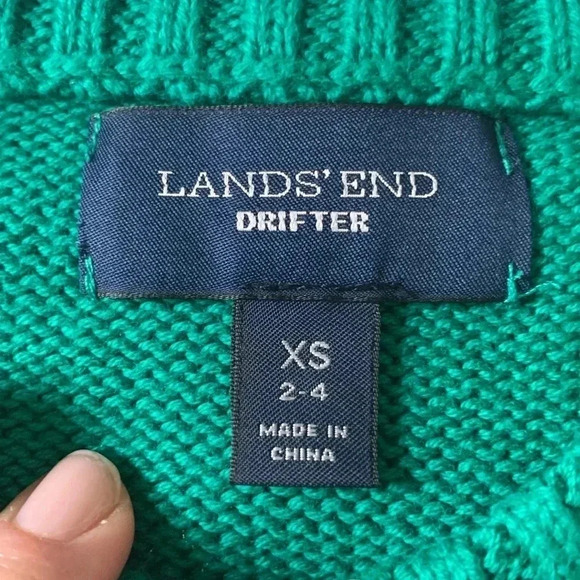 LANDS' END
DRIFTER
XS
2-4
MADE IN
CHINA